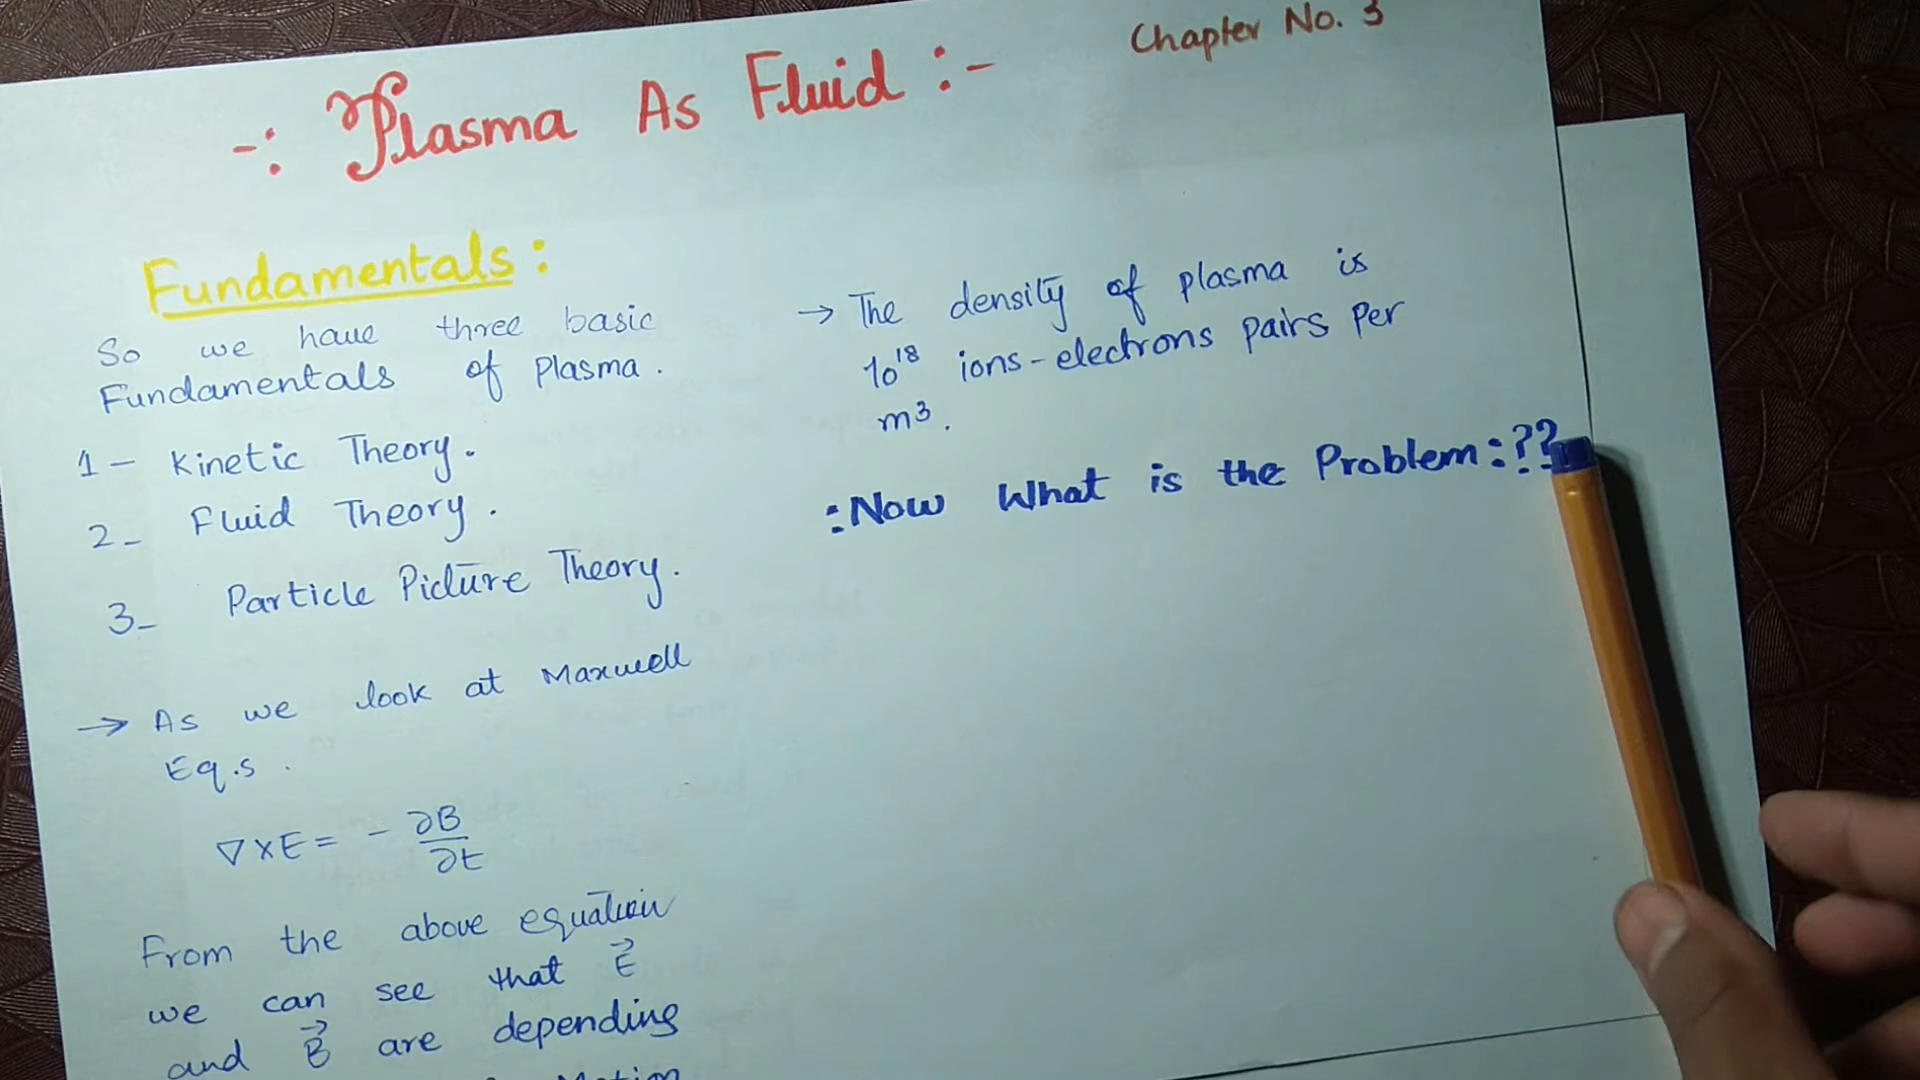 Chapter No. 3
-: Plasma As Fluid :-
Fundamentals :
So we have three basic
Fundamentals of Plasma .
1 - Kinetic Theory.
2 - Fluid Theory .
3 - Particle Picture Theory.
→ As we look at Maxwell
Eq.s .
∇×E = - ∂B/∂t
From the above equation
we can see that E⃗
and B⃗ are depending
Motion
→ The density of plasma is
10¹⁸ ions-electrons pairs per
m³ .
:Now What is the Problem:??